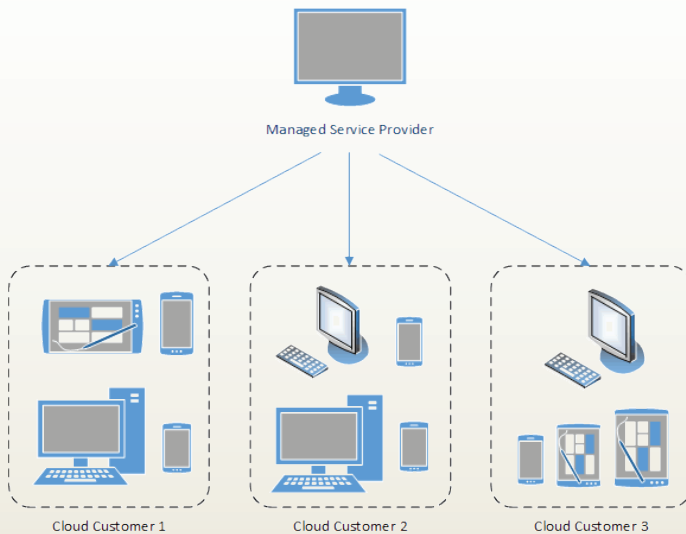 Managed Service Provider
Cloud Customer 1
Cloud Customer 2
Cloud Customer 3